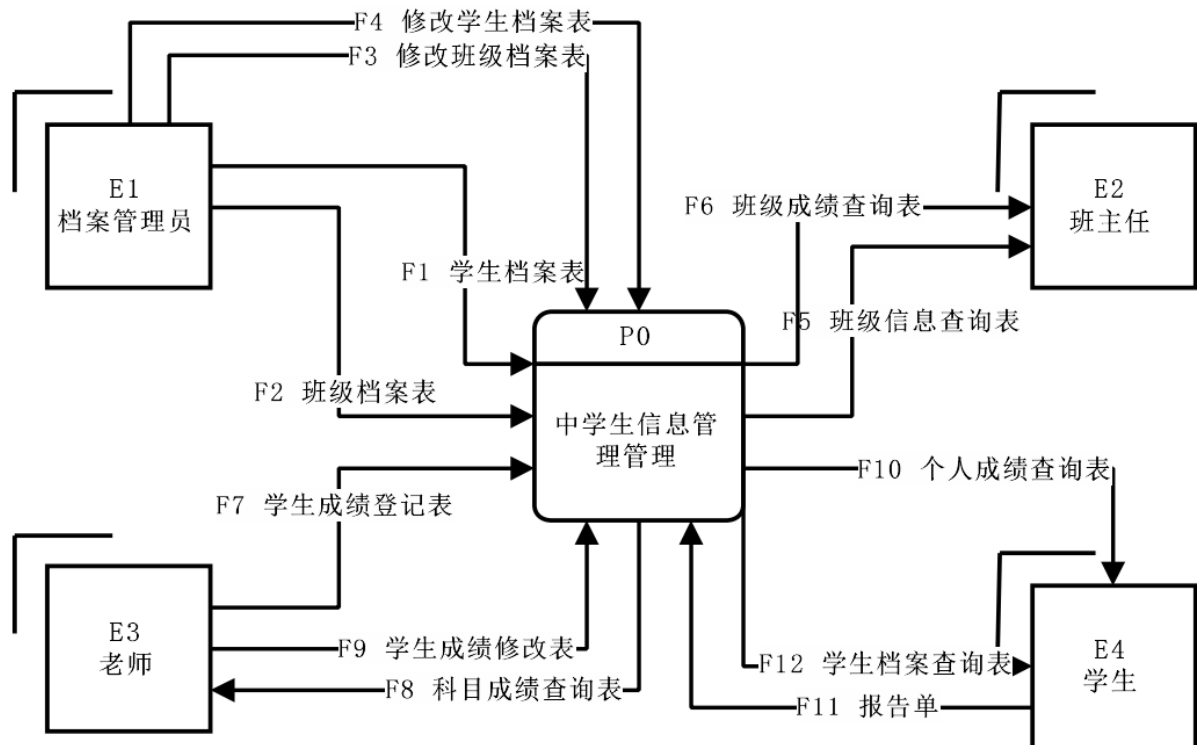 F4 修改学生档案表
F3 修改班级档案表
E1
档案管理员
E2
班主任
F6 班级成绩查询表
F1 学生档案表
F5 班级信息查询表
P0
F2 班级档案表
中学生信息管
理管理
F10 个人成绩查询表
F7 学生成绩登记表
E3
老师
F9 学生成绩修改表
F12 学生档案查询表
E4
学生
F8 科目成绩查询表
F11 报告单